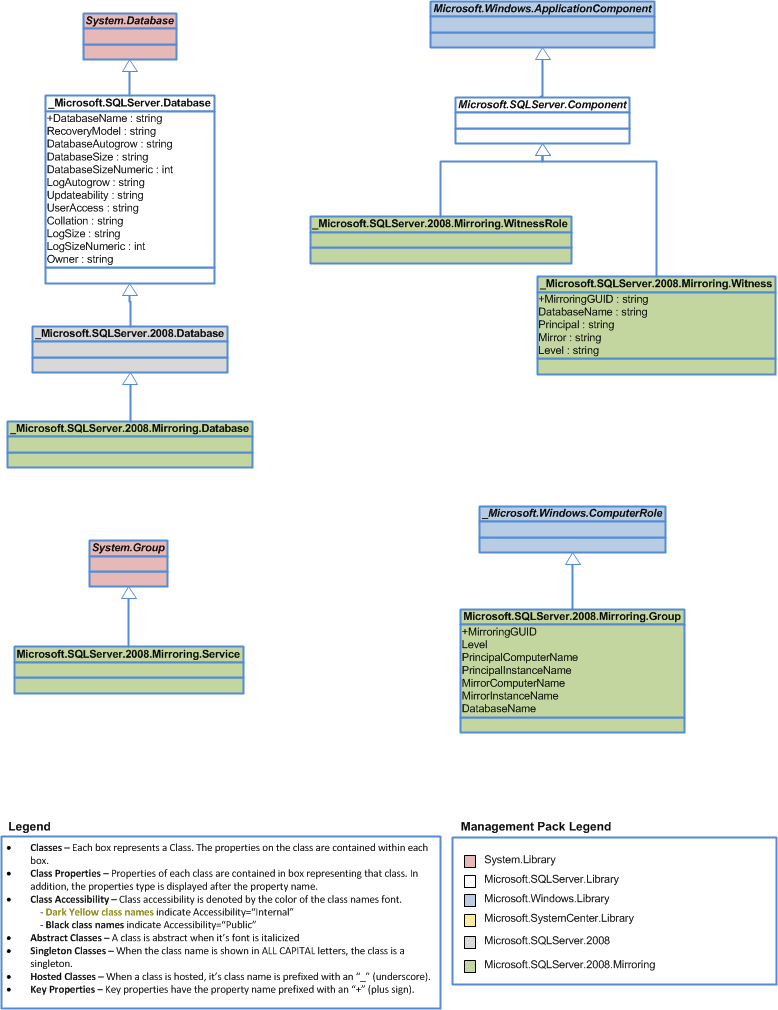 System.Database
_Microsoft.SQLServer.Database
+DatabaseName : string
RecoveryModel : string
DatabaseAutogrow : string
DatabaseSize : string
DatabaseSizeNumeric : int
LogAutogrow : string
Updateability : string
UserAccess : string
Collation : string
LogSize : string
LogSizeNumeric : int
Owner : string
_Microsoft.SQLServer.2008.Database
_Microsoft.SQLServer.2008.Mirroring.Database
Microsoft.Windows.ApplicationComponent
Microsoft.SQLServer.Component
_Microsoft.SQLServer.2008.Mirroring.WitnessRole
_Microsoft.SQLServer.2008.Mirroring.Witness
+MirroringGUID : string
DatabaseName : string
Principal : string
Mirror : string
Level : string
System.Group
Microsoft.SQLServer.2008.Mirroring.Service
_Microsoft.Windows.ComputerRole
Microsoft.SQLServer.2008.Mirroring.Group
+MirroringGUID
Level
PrincipalComputerName
PrincipalInstanceName
MirrorComputerName
MirrorInstanceName
DatabaseName
Legend
• Classes – Each box represents a Class. The properties on the class are contained within each
box.
• Class Properties – Properties of each class are contained in box representing that class. In
addition, the properties type is displayed after the property name.
• Class Accessibility – Class accessibility is denoted by the color of the class names font.
- Dark Yellow class names indicate Accessibility=“Internal”
- Black class names indicate Accessibility=“Public”
• Abstract Classes – A class is abstract when it’s font is italicized
• Singleton Classes – When the class name is shown in ALL CAPITAL letters, the class is a
singleton.
• Hosted Classes – When a class is hosted, it’s class name is prefixed with an “_” (underscore).
• Key Properties – Key properties have the property name prefixed with an “+” (plus sign).
Management Pack Legend
System.Library
Microsoft.SQLServer.Library
Microsoft.Windows.Library
Microsoft.SystemCenter.Library
Microsoft.SQLServer.2008
Microsoft.SQLServer.2008.Mirroring